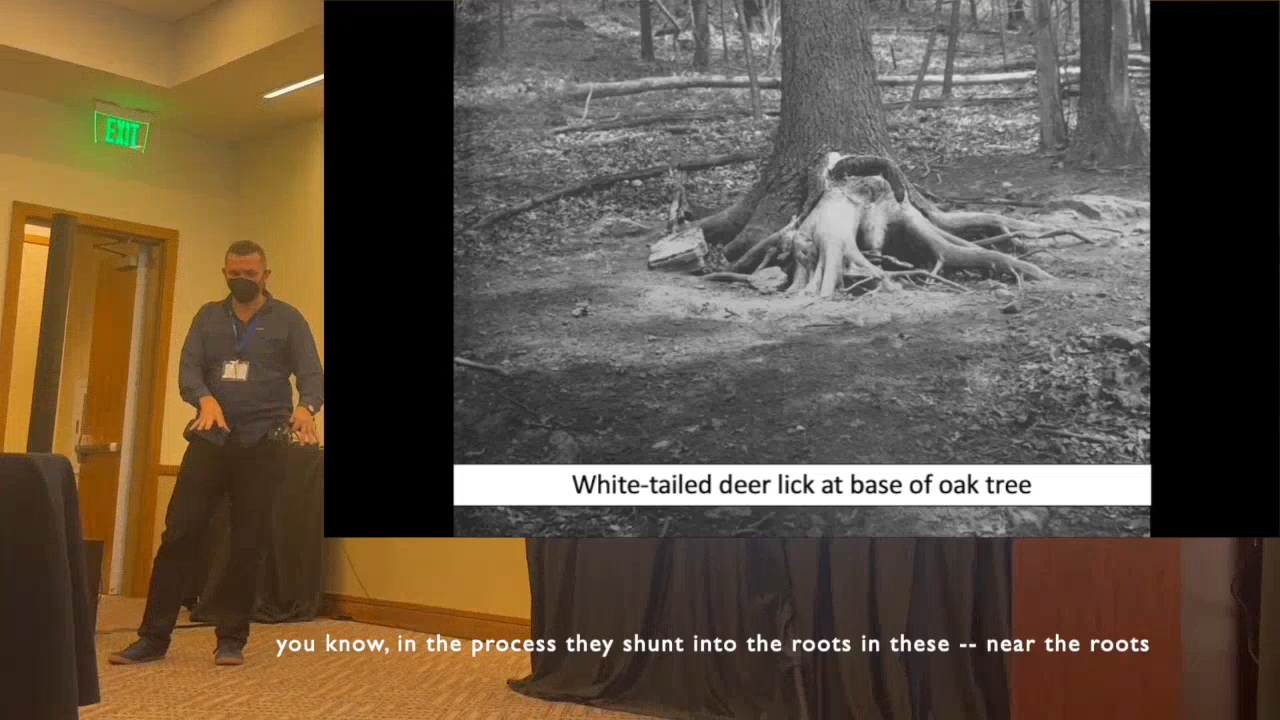 EXIT
White-tailed deer lick at base of oak tree
you know, in the process they shunt into the roots in these -- near the roots